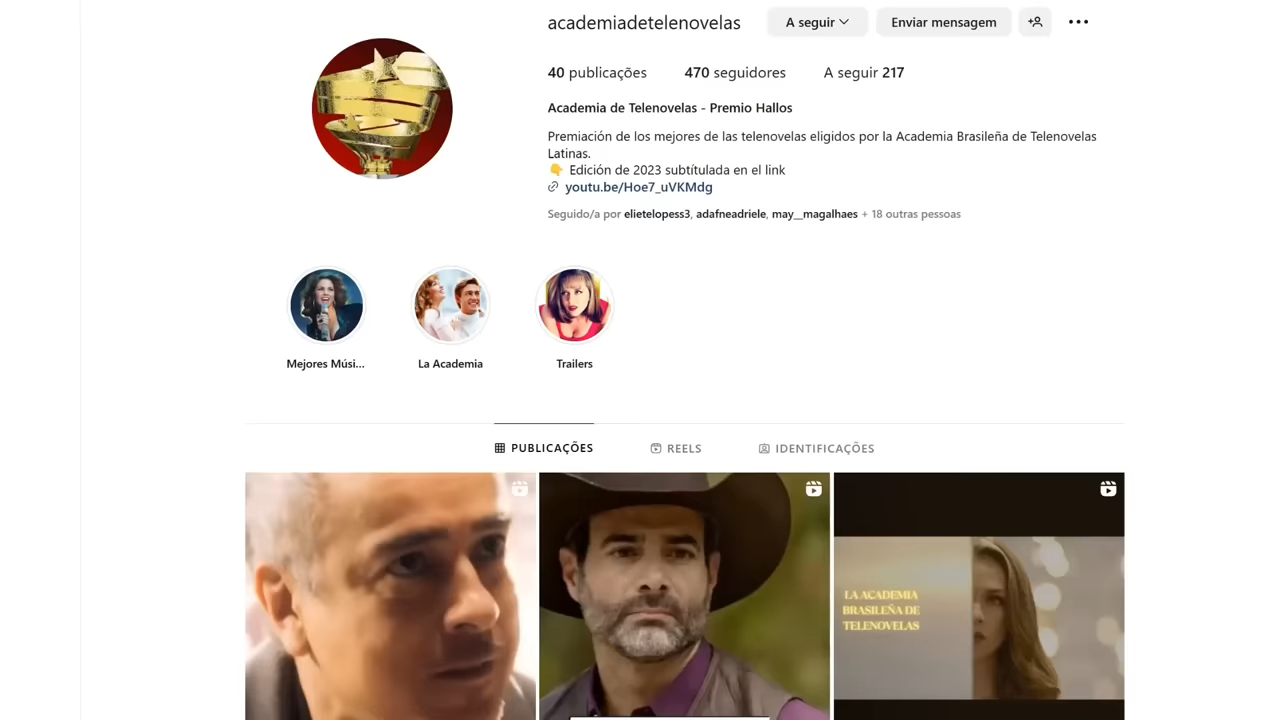 academiadetelenovelas
A seguir
Enviar mensagem
40 publicações
470 seguidores
A seguir 217
Academia de Telenovelas - Premio Hallos
Premiación de los mejores de las telenovelas eligidos por la Academia Brasileña de Telenovelas
Latinas.
👇 Edición de 2023 subtítulada en el link
youtu.be/Hoe7_uVKMdg
Seguido/a por elietelopess3, adafneadriele, may__magalhaes + 18 outras pessoas
Mejores Músi...
La Academia
Trailers
PUBLICAÇÕES
REELS
IDENTIFICAÇÕES
LA ACADEMIA
BRASILEÑA DE
TELENOVELAS